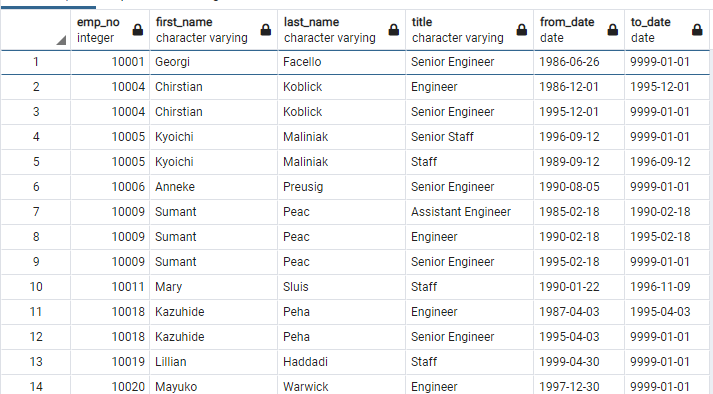 emp_no first_name last_name title from_date to_date
integer character varying character varying character varying date date
1 10001 Georgi Facello Senior Engineer 1986-06-26 9999-01-01
2 10004 Chirstian Koblick Engineer 1986-12-01 1995-12-01
3 10004 Chirstian Koblick Senior Engineer 1995-12-01 9999-01-01
4 10005 Kyoichi Maliniak Senior Staff 1996-09-12 9999-01-01
5 10005 Kyoichi Maliniak Staff 1989-09-12 1996-09-12
6 10006 Anneke Preusig Senior Engineer 1990-08-05 9999-01-01
7 10009 Sumant Peac Assistant Engineer 1985-02-18 1990-02-18
8 10009 Sumant Peac Engineer 1990-02-18 1995-02-18
9 10009 Sumant Peac Senior Engineer 1995-02-18 9999-01-01
10 10011 Mary Sluis Staff 1990-01-22 1996-11-09
11 10018 Kazuhide Peha Engineer 1987-04-03 1995-04-03
12 10018 Kazuhide Peha Senior Engineer 1995-04-03 9999-01-01
13 10019 Lillian Haddadi Staff 1999-04-30 9999-01-01
14 10020 Mayuko Warwick Engineer 1997-12-30 9999-01-01